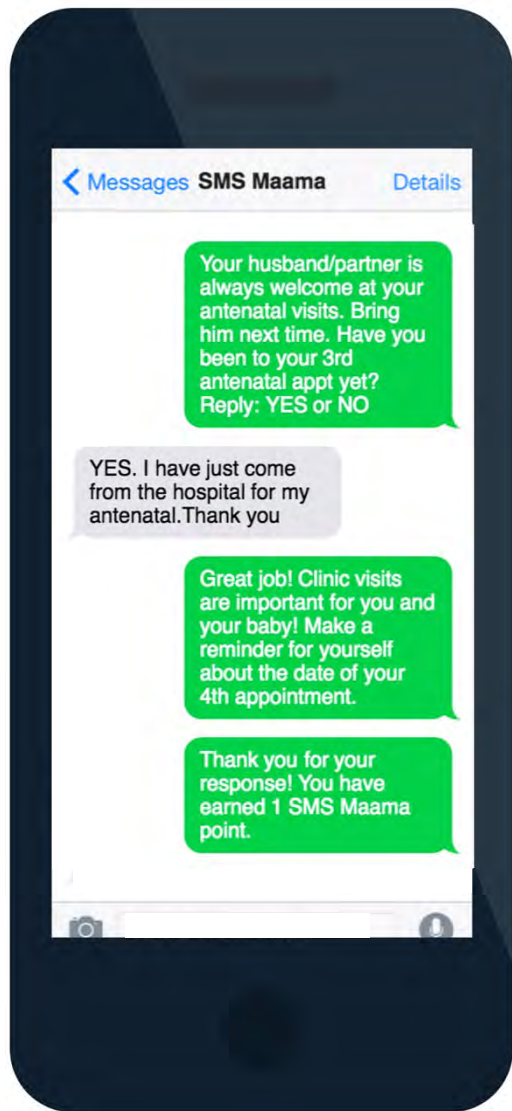 Messages SMS Maama Details
Your husband/partner is
always welcome at your
antenatal visits. Bring
him next time. Have you
been to your 3rd
antenatal appt yet?
Reply: YES or NO
YES. I have just come
from the hospital for my
antenatal.Thank you
Great job! Clinic visits
are important for you and
your baby! Make a
reminder for yourself
about the date of your
4th appointment.
Thank you for your
response! You have
earned 1 SMS Maama
point.